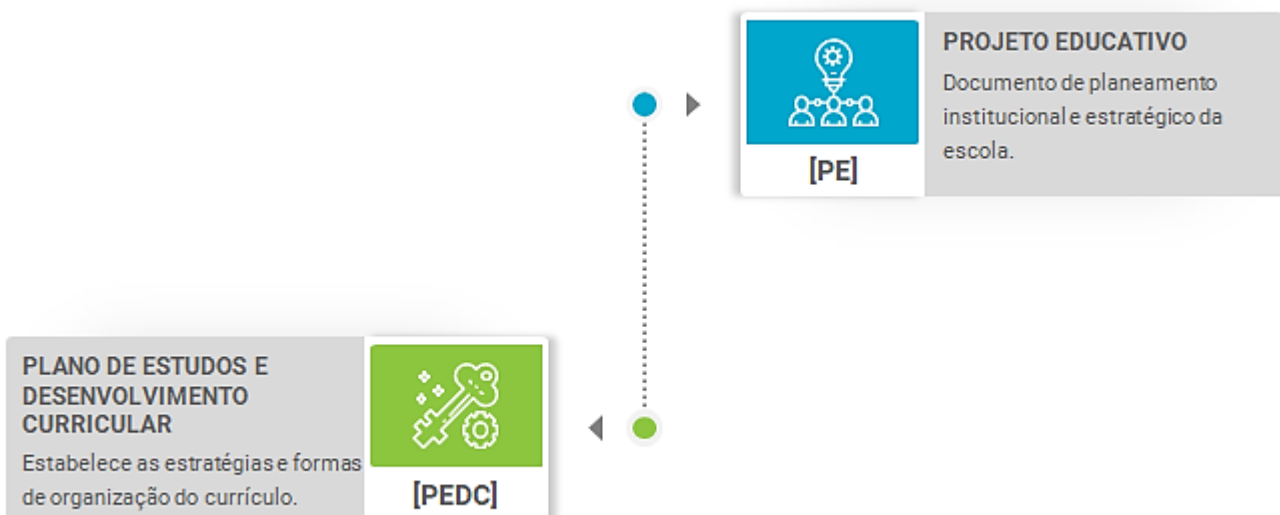 PROJETO EDUCATIVO
Documento de planeamento
institucional e estratégico da
escola.
[PE]
PLANO DE ESTUDOS E
DESENVOLVIMENTO
CURRICULAR
Estabelece as estratégias e formas
de organização do currículo.
[PEDC]